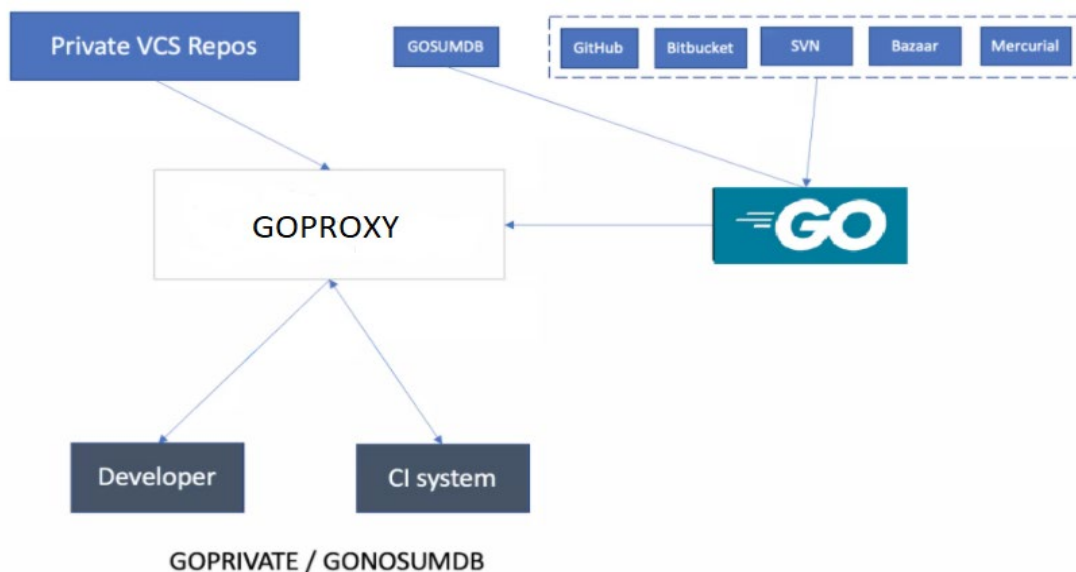 Private VCS Repos
GOSUMDB
GitHub
Bitbucket
SVN
Bazaar
Mercurial
GOPROXY
GO
Developer
CI system
GOPRIVATE / GONOSUMDB